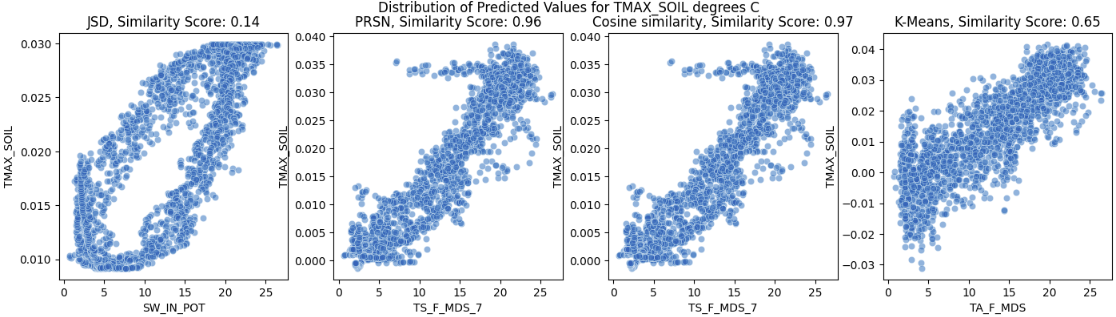 Distribution of Predicted Values for TMAX_SOIL degrees C
JSD, Similarity Score: 0.14
PRSN, Similarity Score: 0.96
Cosine similarity, Similarity Score: 0.97
K-Means, Similarity Score: 0.65
0.030
0.025
0.020
0.015
0.010
TMAX_SOIL
0 5 10 15 20 25
SW_IN_POT
0.040
0.035
0.030
0.025
0.020
0.015
0.010
0.005
0.000
TMAX_SOIL
0 5 10 15 20 25
TS_F_MDS_7
0.040
0.035
0.030
0.025
0.020
0.015
0.010
0.005
0.000
TMAX_SOIL
0 5 10 15 20 25
TS_F_MDS_7
0.04
0.03
0.02
0.01
0.00
−0.01
−0.02
−0.03
TMAX_SOIL
0 5 10 15 20 25
TA_F_MDS